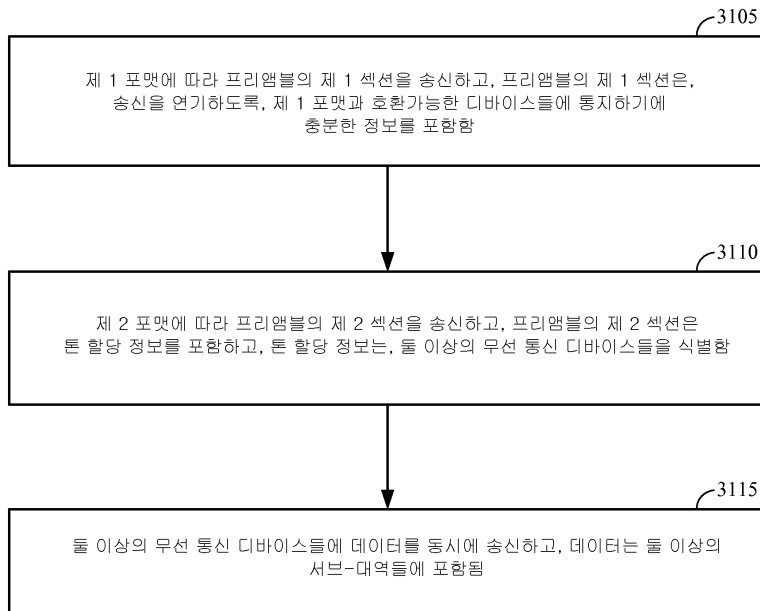 3105
제 1 포맷에 따라 프리앰블의 제 1 섹션을 송신하고, 프리앰블의 제 1 섹션은,
송신을 연기하도록, 제 1 포맷과 호환가능한 디바이스들에 통지하기에
충분한 정보를 포함함
3110
제 2 포맷에 따라 프리앰블의 제 2 섹션을 송신하고, 프리앰블의 제 2 섹션은
톤 할당 정보를 포함하고, 톤 할당 정보는, 둘 이상의 무선 통신 디바이스들을 식별함
3115
둘 이상의 무선 통신 디바이스들에 데이터를 동시에 송신하고, 데이터는 둘 이상의
서브-대역들에 포함됨